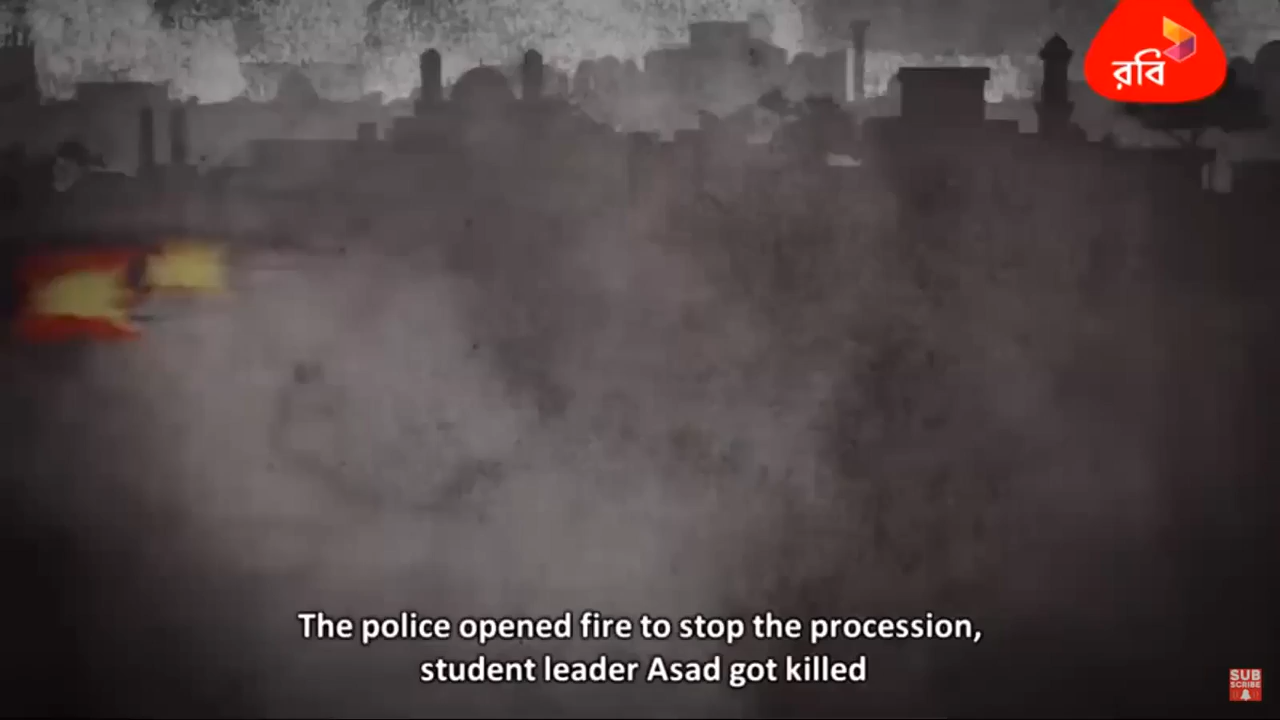 রবি
The police opened fire to stop the procession,
student leader Asad got killed
SUB
SCRIBE